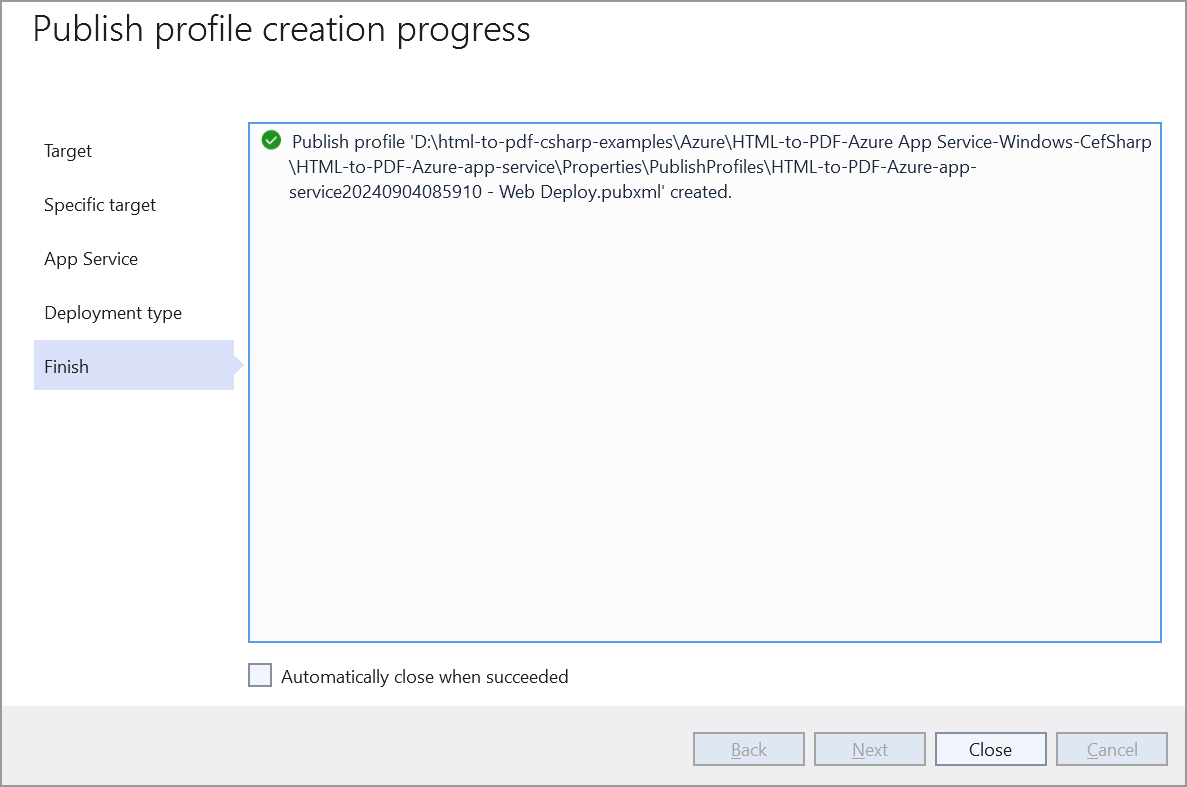 Publish profile creation progress
Target
Specific target
App Service
Deployment type
Finish
Publish profile 'D:\html-to-pdf-csharp-examples\Azure\HTML-to-PDF-Azure App Service-Windows-CefSharp
\HTML-to-PDF-Azure-app-service\Properties\PublishProfiles\HTML-to-PDF-Azure-app-
service20240904085910 - Web Deploy.pubxml' created.
Automatically close when succeeded
Back
Next
Close
Cancel